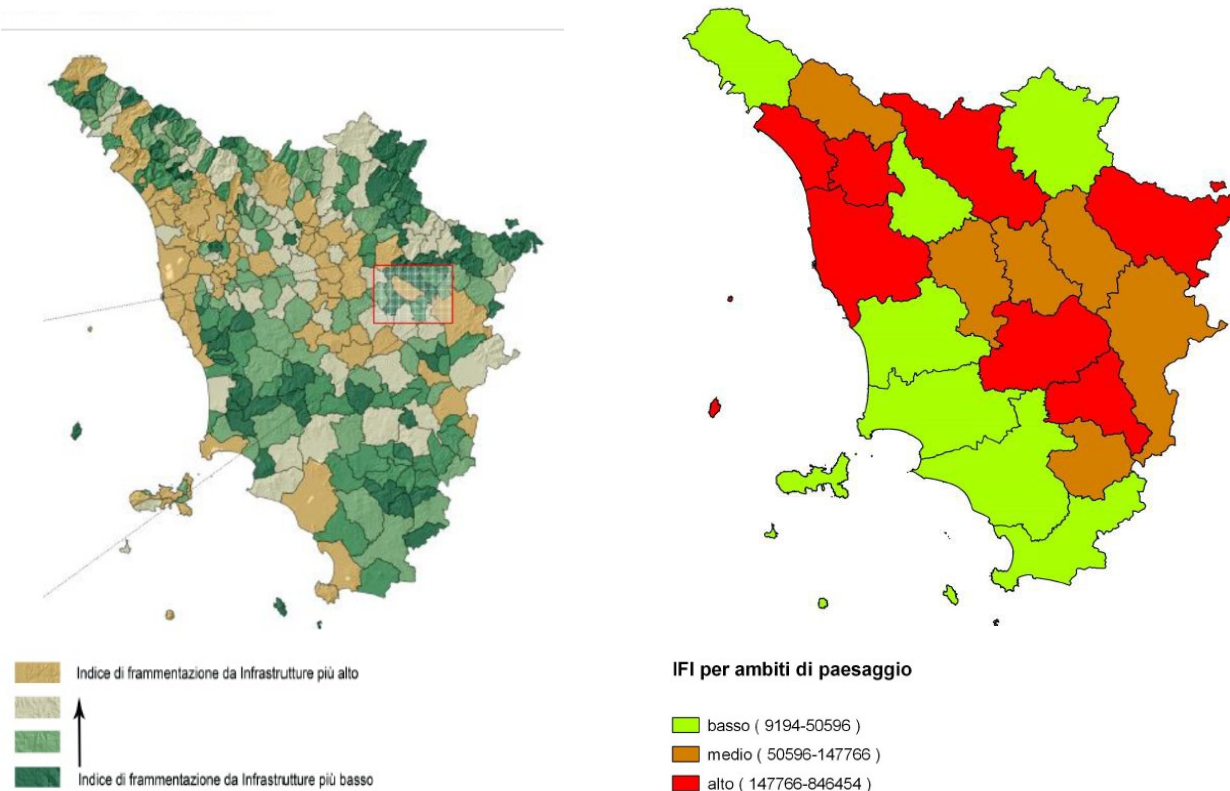 Indice di frammentazione da Infrastrutture più alto
Indice di frammentazione da Infrastrutture più basso
IFI per ambiti di paesaggio
basso ( 9194-50596 )
medio ( 50596-147766 )
alto ( 147766-846454 )